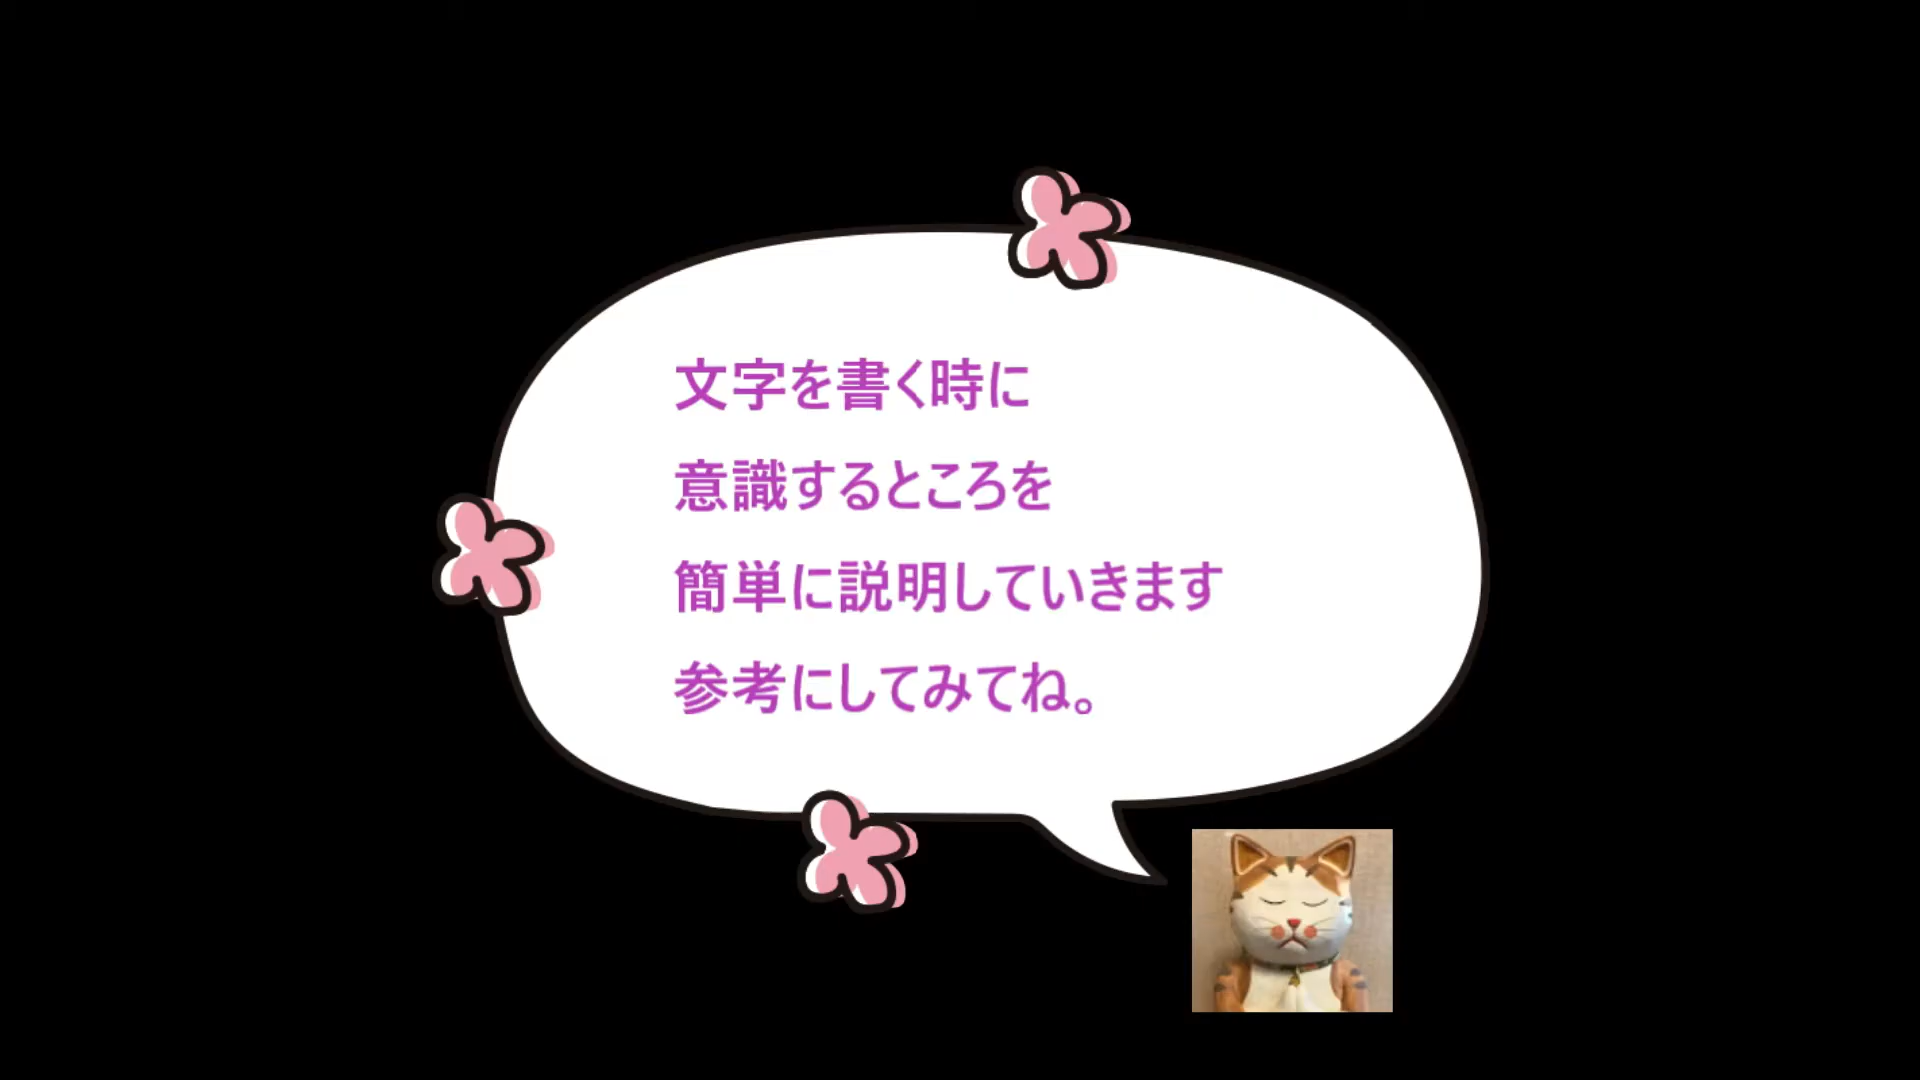 文字を書く時に
意識するところを
簡単に説明していきます
参考にしてみてね。